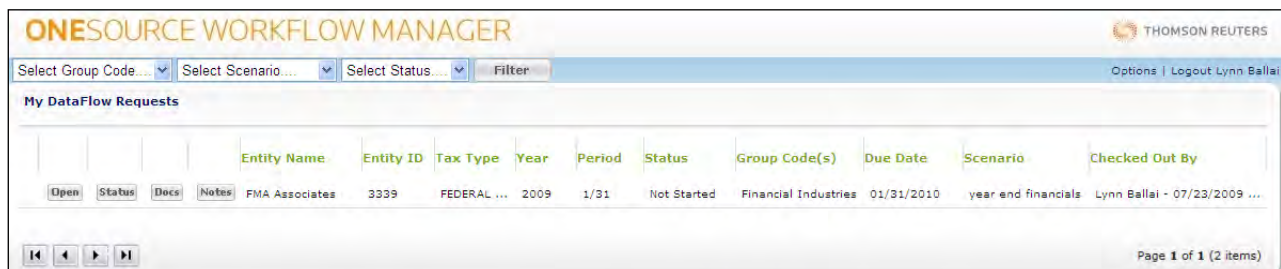 ONESOURCE WORKFLOW MANAGER THOMSON REUTERS
Select Group Code.... Select Scenario.... Select Status.... Filter Options | Logout Lynn Ballai
My DataFlow Requests
Entity Name Entity ID Tax Type Year Period Status Group Code(s) Due Date Scenario Checked Out By
Open Status Docs Notes FMA Associates 3339 FEDERAL ... 2009 1/31 Not Started Financial Industries 01/31/2010 year end financials Lynn Ballai - 07/23/2009 ...
Page 1 of 1 (2 items)